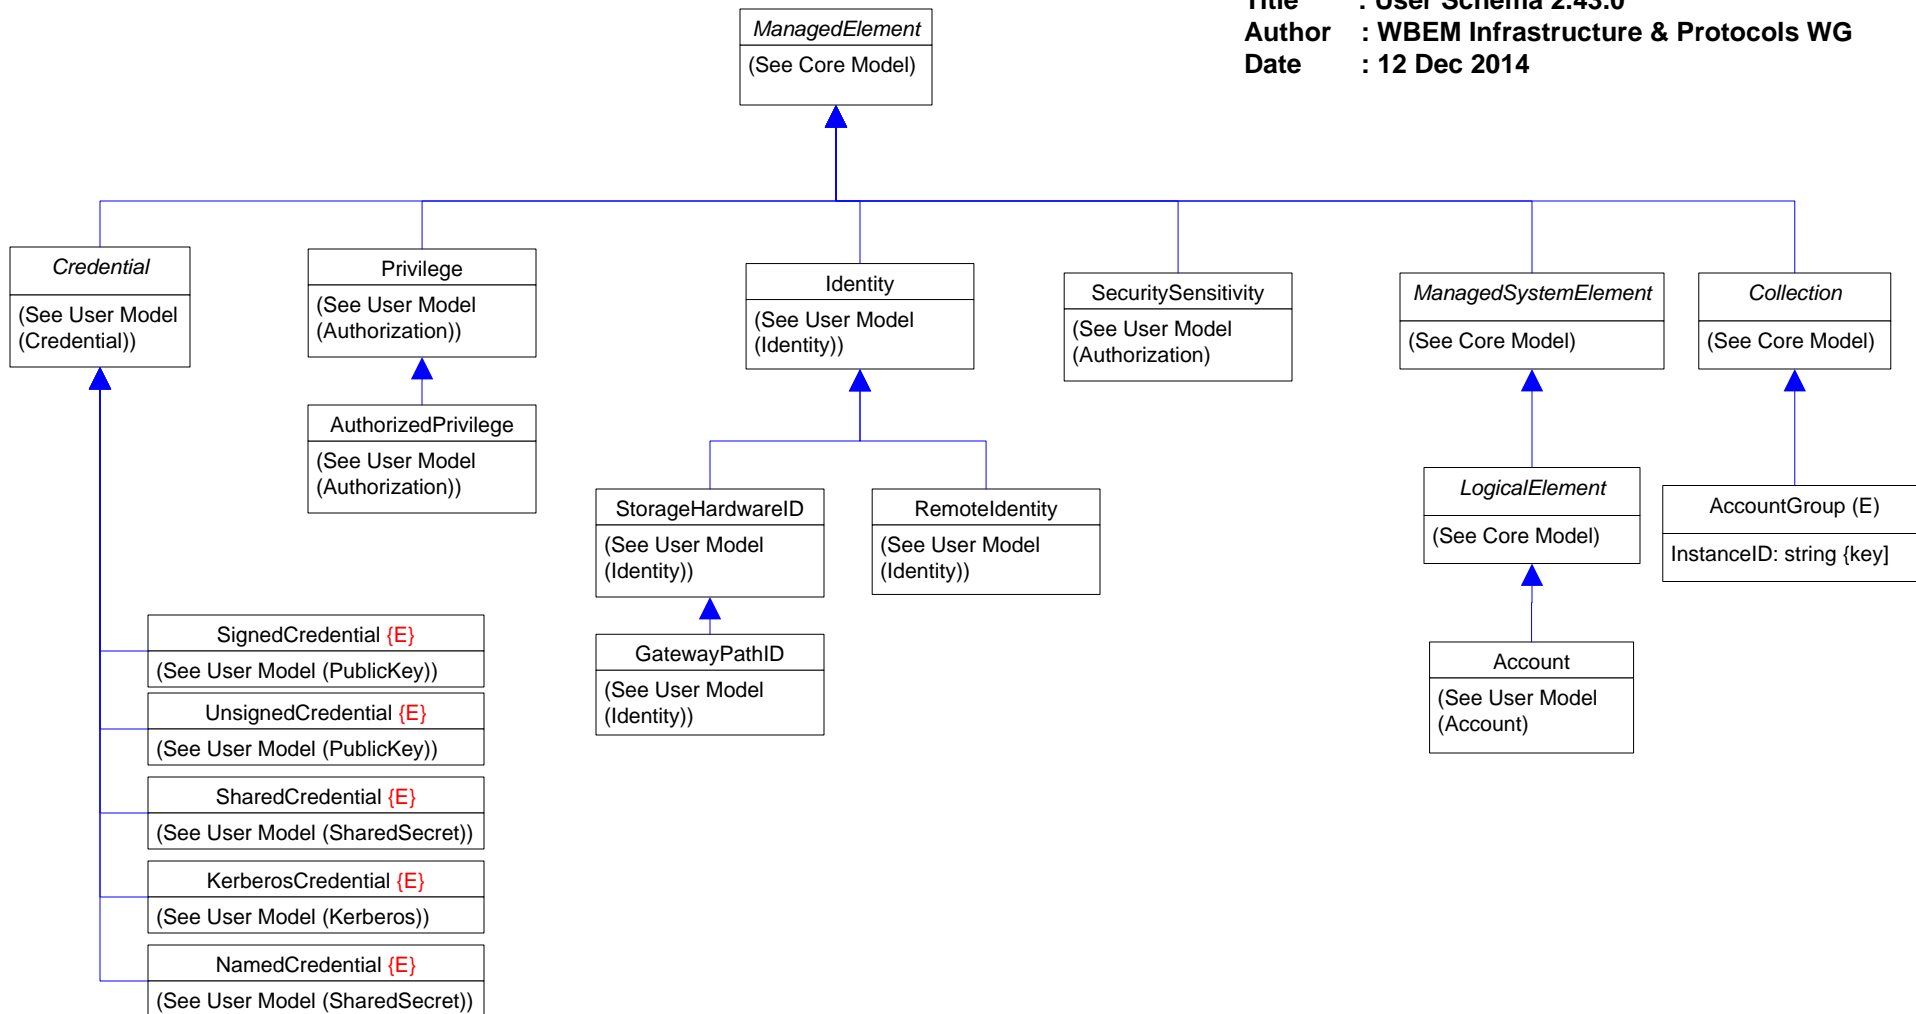 Title : User Schema 2.43.0
Author : WBEM Infrastructure & Protocols WG
Date : 12 Dec 2014
ManagedElement
(See Core Model)
Credential
(See User Model
(Credential))
Privilege
(See User Model
(Authorization))
Identity
(See User Model
(Identity))
SecuritySensitivity
(See User Model
(Authorization)
ManagedSystemElement
(See Core Model)
Collection
(See Core Model)
AuthorizedPrivilege
(See User Model
(Authorization))
StorageHardwareID
(See User Model
(Identity))
RemoteIdentity
(See User Model
(Identity))
LogicalElement
(See Core Model)
AccountGroup (E)
InstanceID: string {key]
GatewayPathID
(See User Model
(Identity))
Account
(See User Model
(Account)
SignedCredential {E}
(See User Model (PublicKey))
UnsignedCredential {E}
(See User Model (PublicKey))
SharedCredential {E}
(See User Model (SharedSecret))
KerberosCredential {E}
(See User Model (Kerberos))
NamedCredential {E}
(See User Model (SharedSecret))